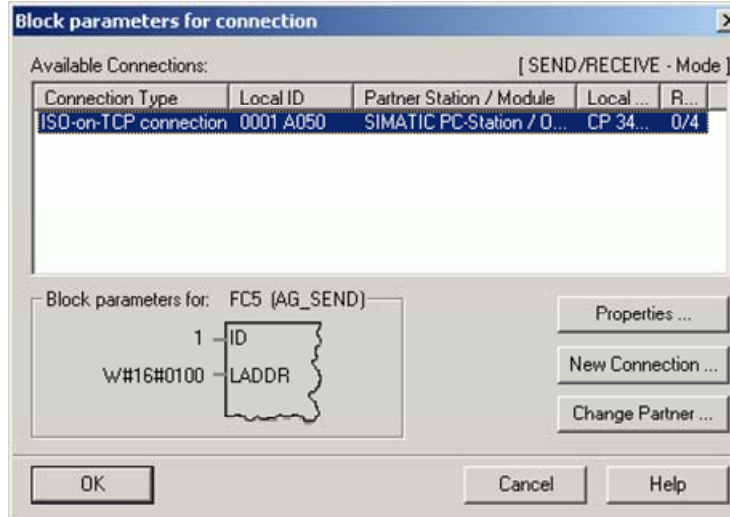 Block parameters for connection
Available Connections: [ SEND/RECEIVE - Mode ]
Connection Type Local ID Partner Station / Module Local ... R...
ISO-on-TCP connection 0001 A050 SIMATIC PC-Station / O... CP 34... 0/4
Block parameters for: FC5 (AG_SEND)
1 ID
W#16#0100 LADDR
Properties ...
New Connection ...
Change Partner ...
OK Cancel Help